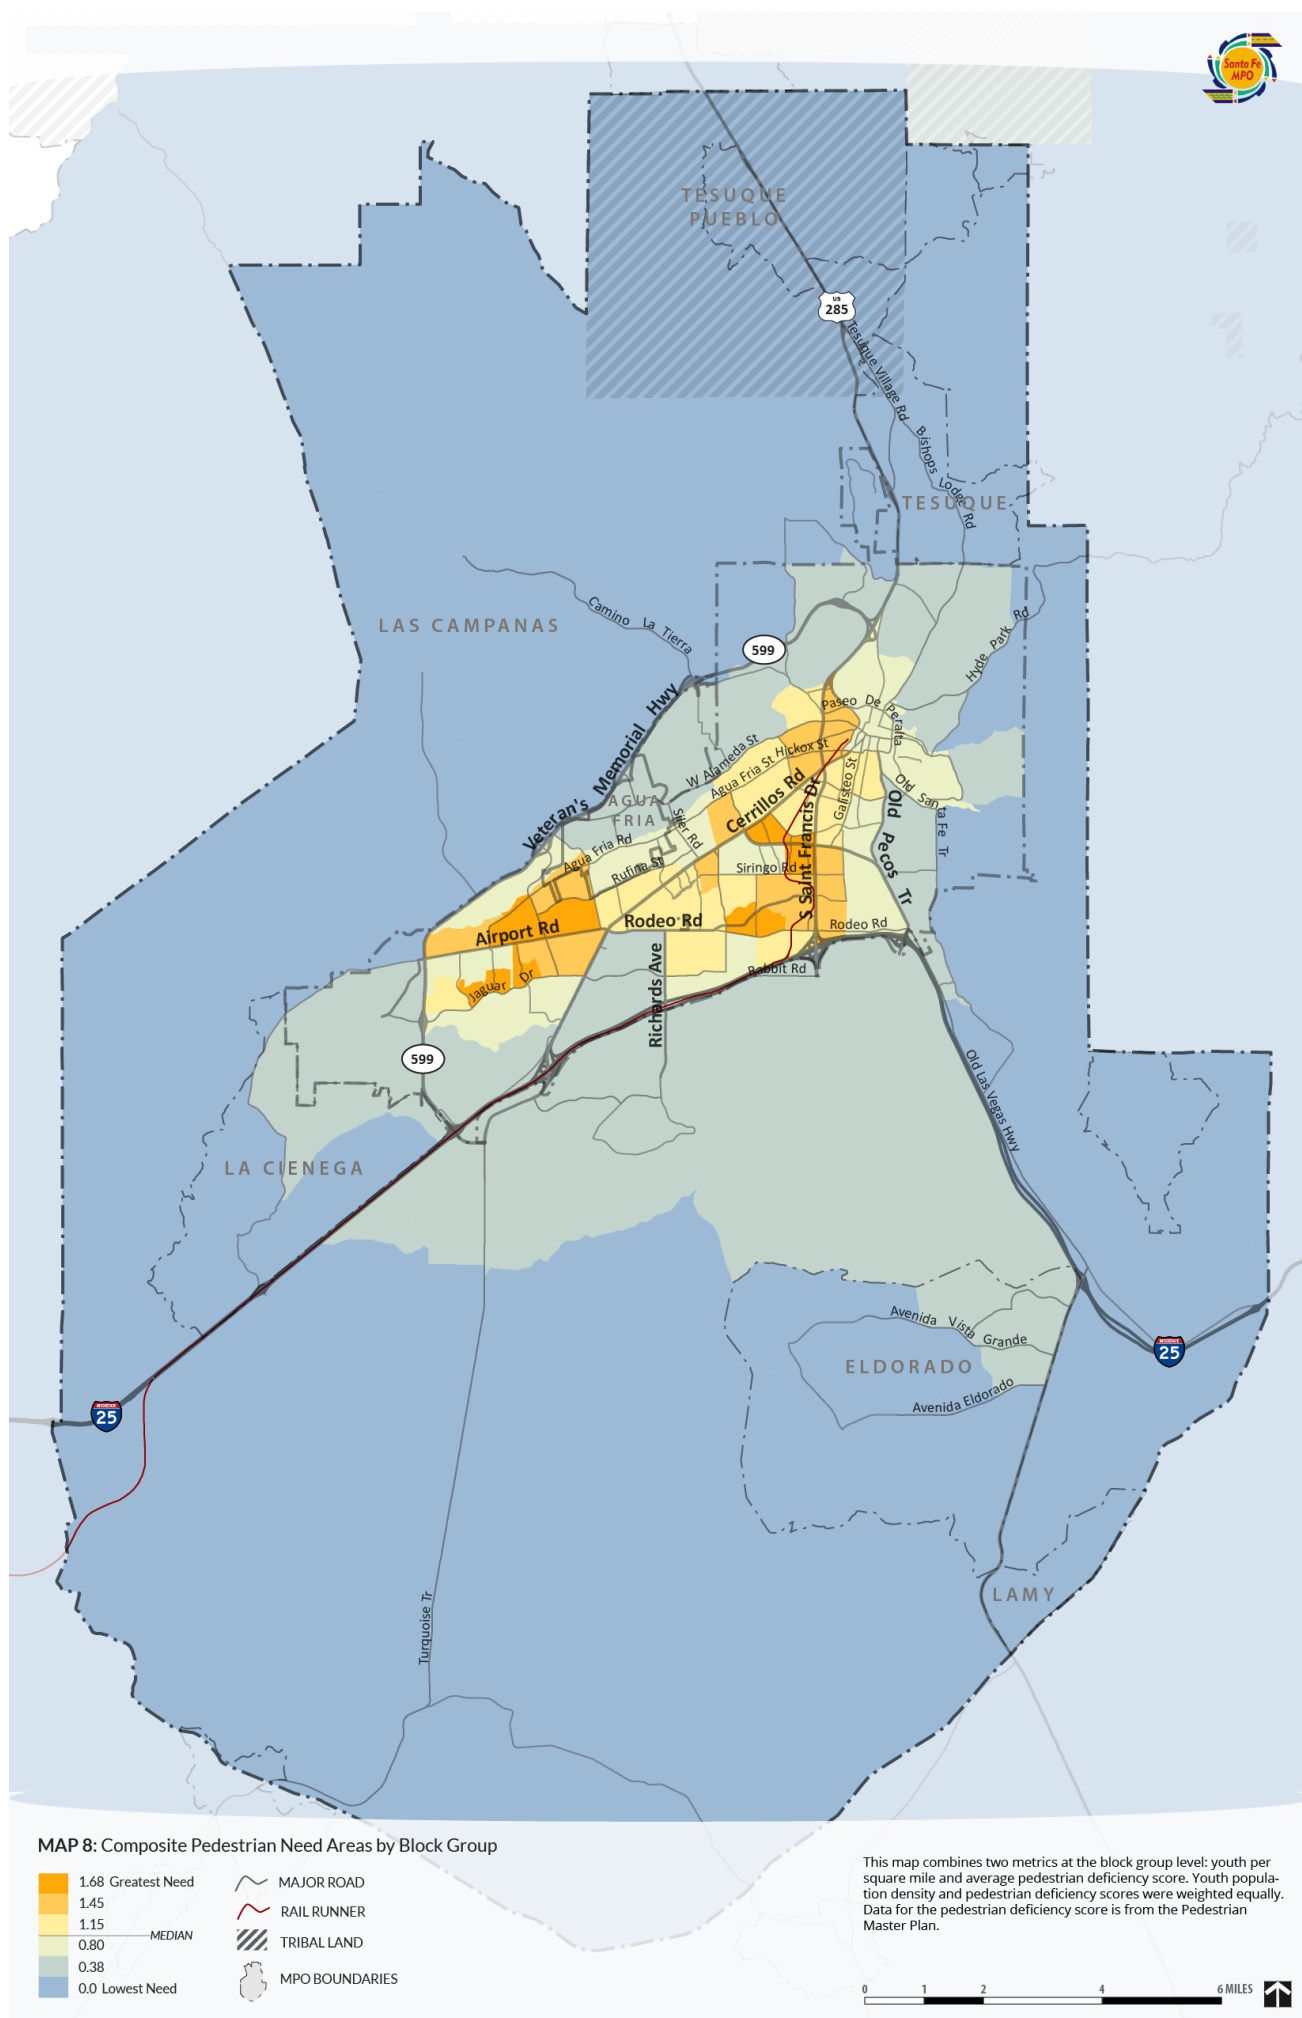 Santa Fe
MPO
TESUQUE
PUEBLO
US
285
Tesuque Village Rd
Bishops Lodge Rd
TESUQUE
LAS CAMPANAS
Camino La Tierra
599
Hyde Park Rd
Veteran's Memorial Hwy
Paseo De Peralta
W Alameda St
Hickox St
Agua Fria St
Cerrillos Rd
Galisteo St
Old Santa Fe Tr
AGUA
FRIA
Siler Rd
S Saint Francis Dr
Old Pecos Tr
Agua Fria Rd
Rufina St
Siringo Rd
Airport Rd
Rodeo Rd
Rodeo Rd
Jaguar Dr
Richards Ave
Rabbit Rd
599
Old Las Vegas Hwy
LA CIENEGA
Avenida Vista Grande
INTERSTATE
25
ELDORADO
Avenida Eldorado
INTERSTATE
25
LAMY
Turquoise Tr
MAP 8: Composite Pedestrian Need Areas by Block Group
1.68 Greatest Need
1.45
1.15
MEDIAN
0.80
0.38
0.0 Lowest Need
MAJOR ROAD
RAIL RUNNER
TRIBAL LAND
MPO BOUNDARIES
This map combines two metrics at the block group level: youth per
square mile and average pedestrian deficiency score. Youth popula-
tion density and pedestrian deficiency scores were weighted equally.
Data for the pedestrian deficiency score is from the Pedestrian
Master Plan.
0 1 2 4 6 MILES